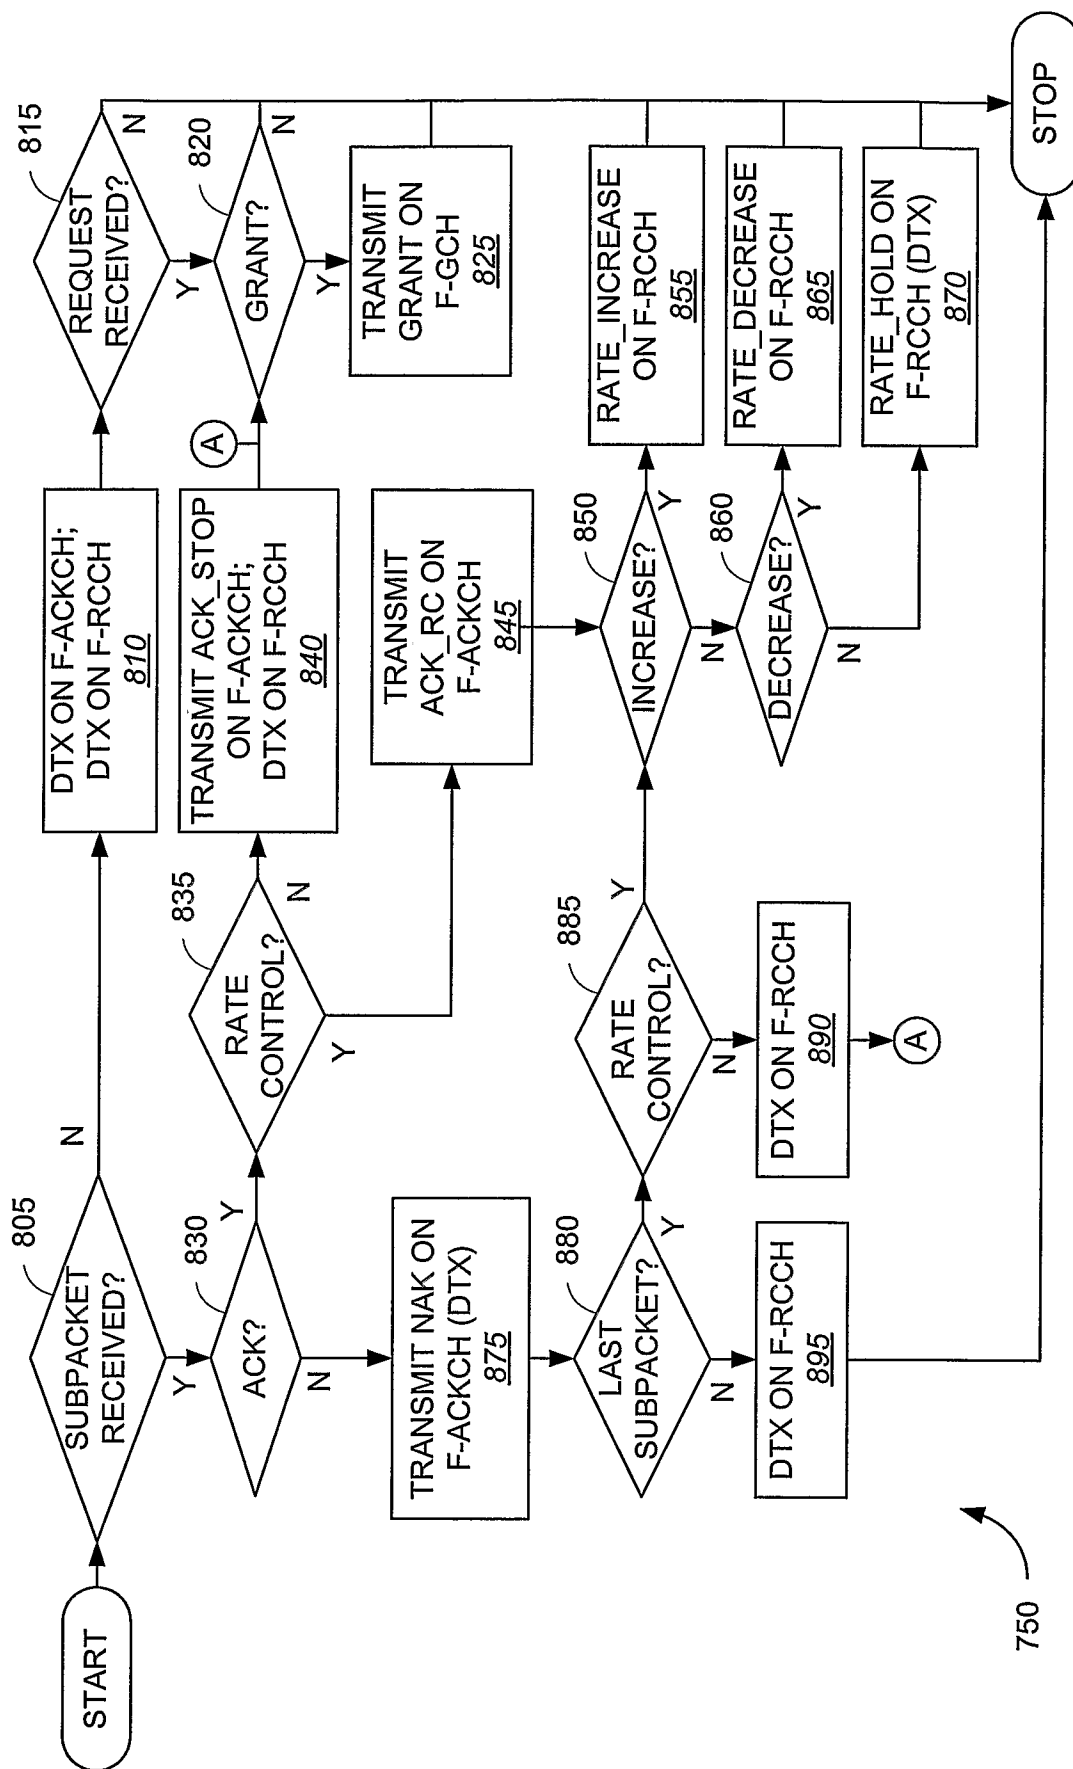 START
805
SUBPACKET
RECEIVED?
N
Y
DTX ON F-ACKCH;
DTX ON F-RCCH
810
815
REQUEST
RECEIVED?
N
Y
830
ACK?
Y
N
835
RATE
CONTROL?
N
Y
TRANSMIT ACK_STOP
ON F-ACKCH;
DTX ON F-RCCH
840
A
820
GRANT?
N
Y
TRANSMIT
GRANT ON
F-GCH
825
TRANSMIT
ACK_RC ON
F-ACKCH
845
TRANSMIT NAK ON
F-ACKCH (DTX)
875
880
LAST
SUBPACKET?
Y
N
885
RATE
CONTROL?
Y
N
850
INCREASE?
Y
N
RATE_INCREASE
ON F-RCCH
855
860
DECREASE?
Y
N
RATE_DECREASE
ON F-RCCH
865
RATE_HOLD ON
F-RCCH (DTX)
870
DTX ON F-RCCH
895
DTX ON F-RCCH
890
A
STOP
750